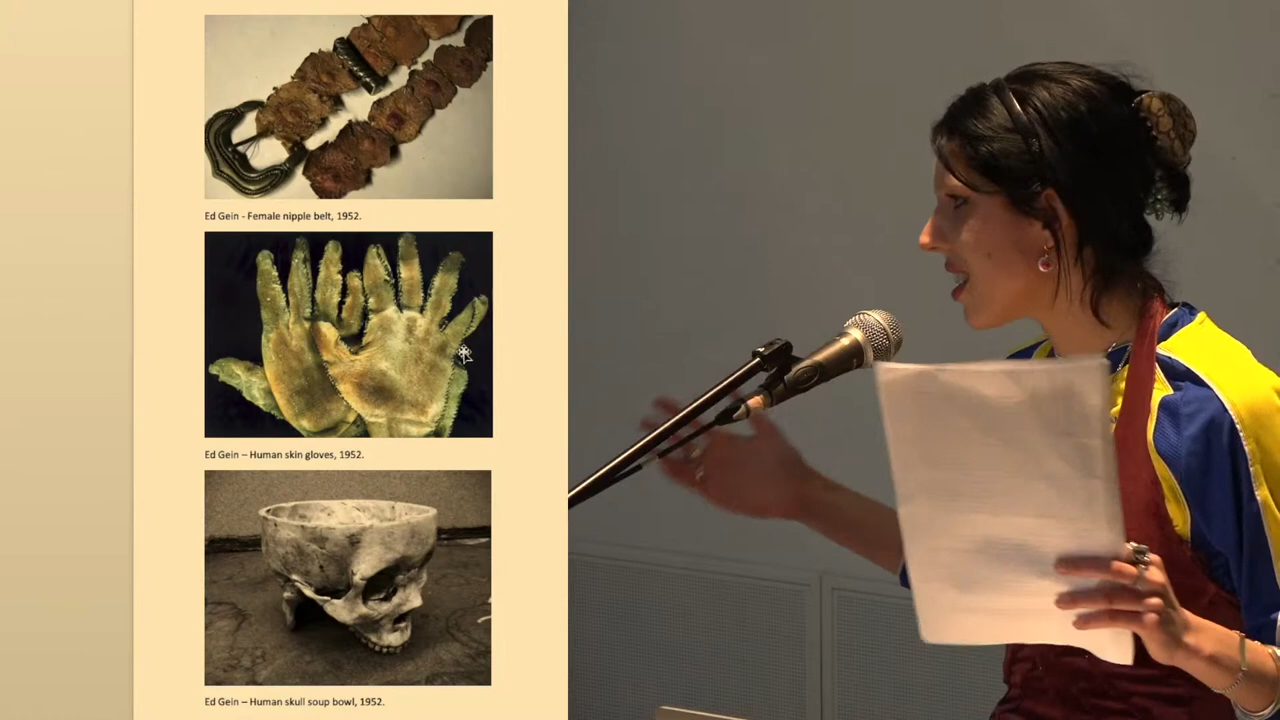 Ed Gein - Female nipple belt, 1952.
Ed Gein – Human skin gloves, 1952.
Ed Gein – Human skull soup bowl, 1952.